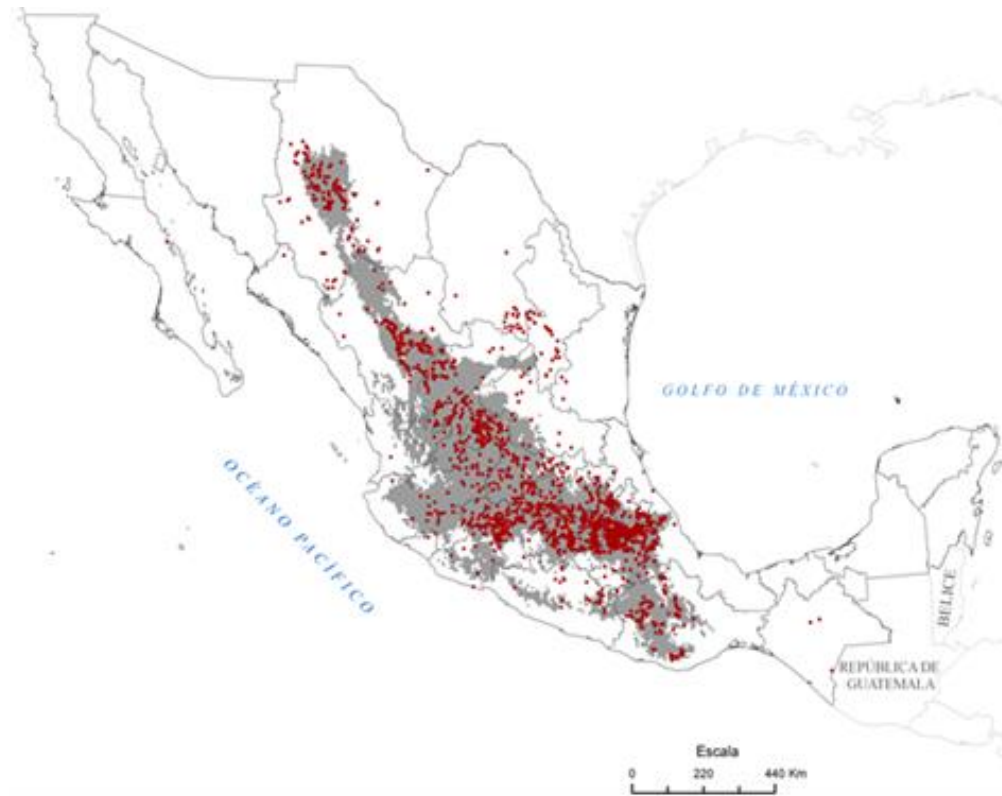 GOLFO DE MÉXICO
OCÉANO PACÍFICO
BELICE
REPÚBLICA DE
GUATEMALA
Escala
0 220 440 Km